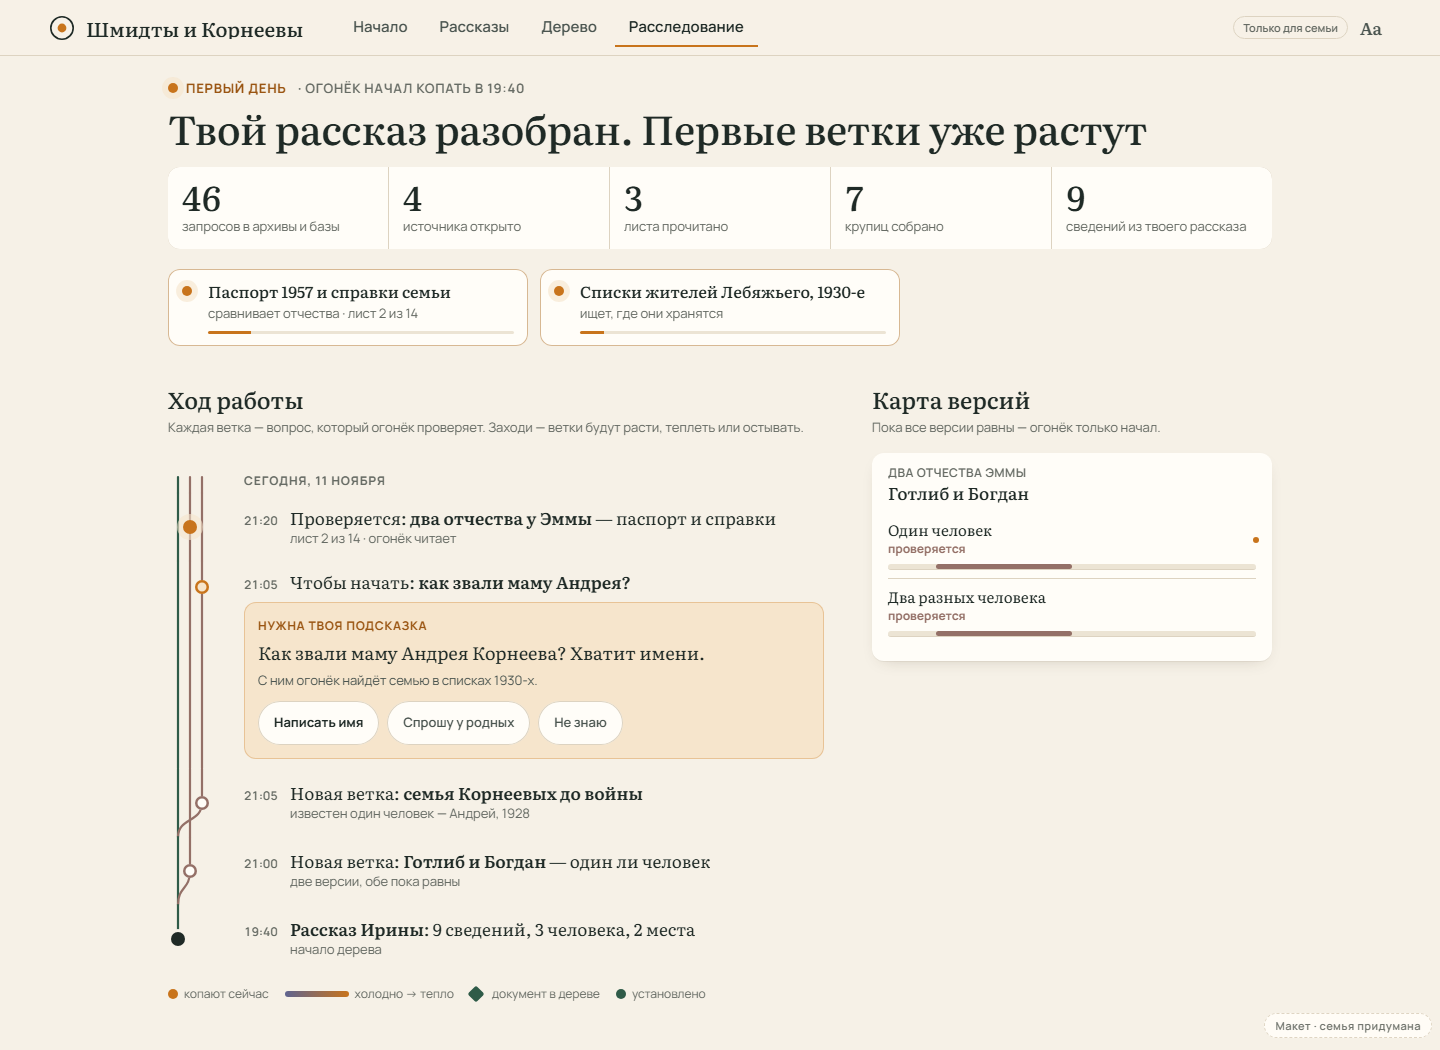 Шмидты и Корнеевы
Начало
Рассказы
Дерево
Расследование
Только для семьи
Aa
ПЕРВЫЙ ДЕНЬ · ОГОНЁК НАЧАЛ КОПАТЬ В 19:40
Твой рассказ разобран. Первые ветки уже растут
46
запросов в архивы и базы
4
источника открыто
3
листа прочитано
7
крупиц собрано
9
сведений из твоего рассказа
Паспорт 1957 и справки семьи
сравнивает отчества · лист 2 из 14
Списки жителей Лебяжьего, 1930-е
ищет, где они хранятся
Ход работы
Каждая ветка — вопрос, который огонёк проверяет. Заходи — ветки будут расти, теплеть или остывать.
СЕГОДНЯ, 11 НОЯБРЯ
21:20 Проверяется: два отчества у Эммы — паспорт и справки
лист 2 из 14 · огонёк читает
21:05 Чтобы начать: как звали маму Андрея?
НУЖНА ТВОЯ ПОДСКАЗКА
Как звали маму Андрея Корнеева? Хватит имени.
С ним огонёк найдёт семью в списках 1930-х.
Написать имя
Спрошу у родных
Не знаю
21:05 Новая ветка: семья Корнеевых до войны
известен один человек — Андрей, 1928
21:00 Новая ветка: Готлиб и Богдан — один ли человек
две версии, обе пока равны
19:40 Рассказ Ирины: 9 сведений, 3 человека, 2 места
начало дерева
копают сейчас
холодно → тепло
документ в дереве
установлено
Карта версий
Пока все версии равны — огонёк только начал.
ДВА ОТЧЕСТВА ЭММЫ
Готлиб и Богдан
Один человек
проверяется
Два разных человека
проверяется
Макет · семья придумана